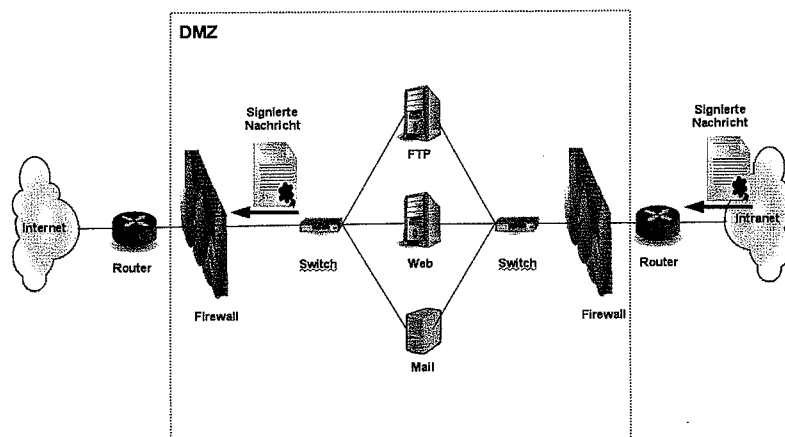 DMZ
Signierte
Nachricht
FTP
Signierte
Nachricht
Internet
Router
Firewall
Switch
Web
Switch
Firewall
Router
Intranet
Mail